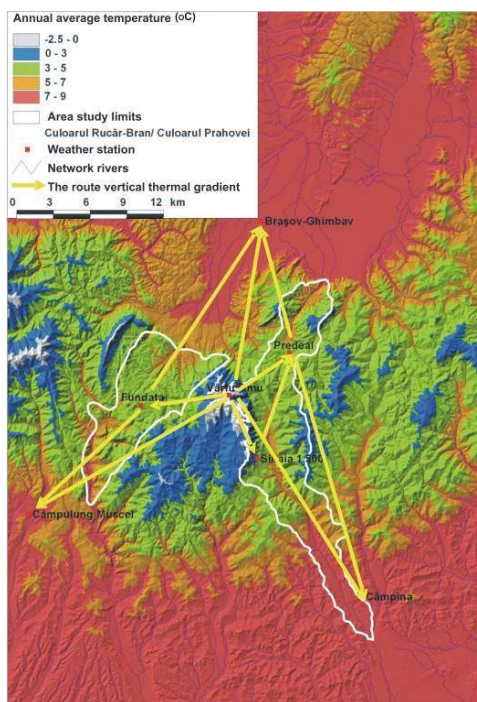 Annual average temperature (oC)
-2.5 - 0
0 - 3
3 - 5
5 - 7
7 - 9
Area study limits
Culoarul Rucăr-Bran/ Culoarul Prahovei
Weather station
Network rivers
The route vertical thermal gradient
0 3 6 12 km
Brașov-Ghimbav
Predeal
Fundata
Câmpulung Mușcel
Câmpina